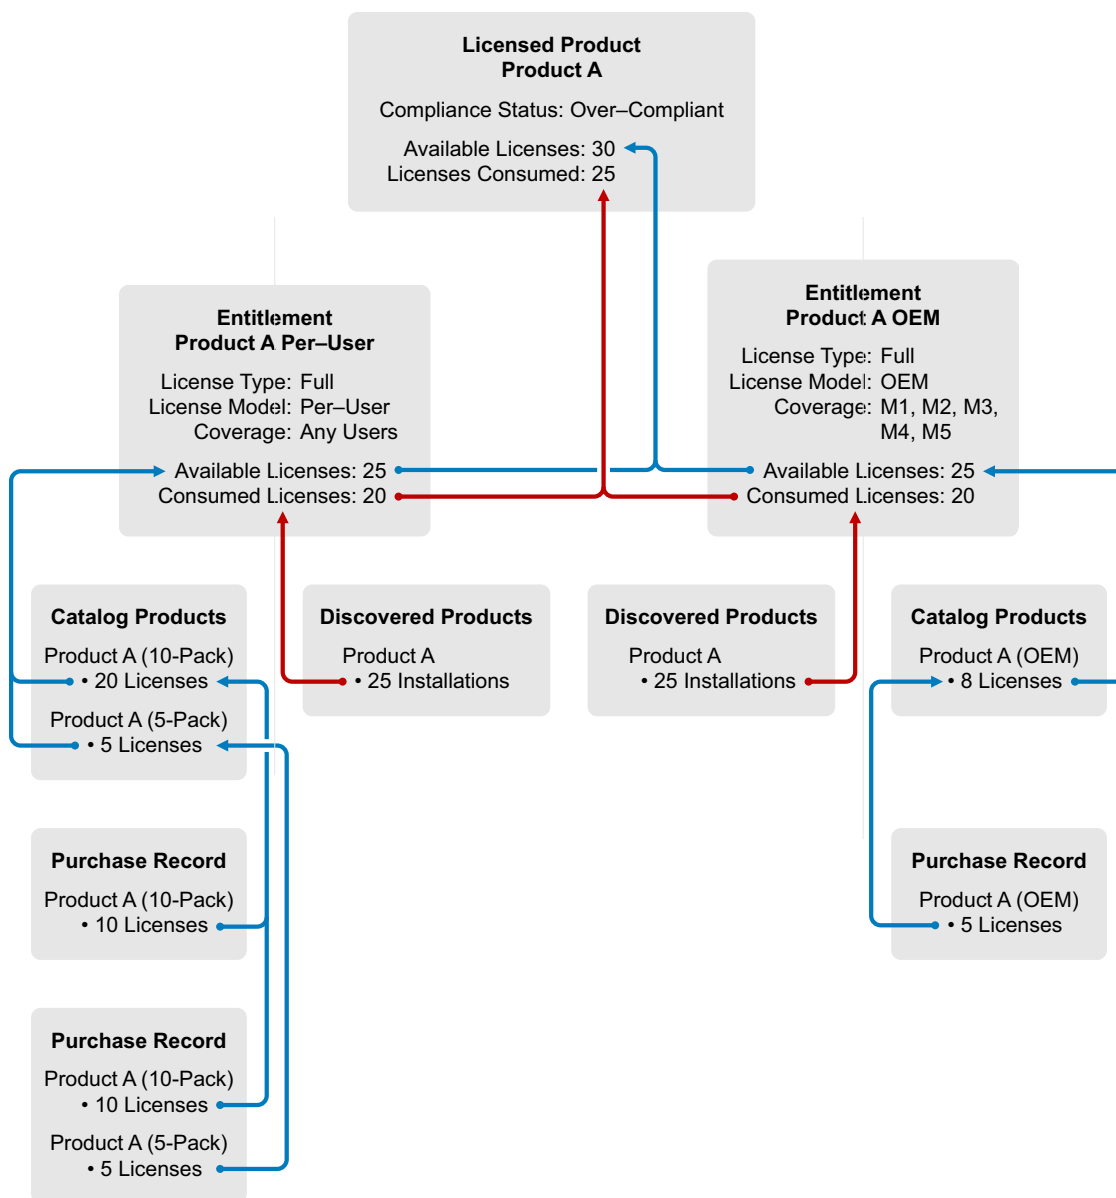 Licensed Product
Product A
Compliance Status: Over–Compliant
Available Licenses: 30
Licenses Consumed: 25
Entitlement
Product A Per–User
License Type: Full
License Model: Per–User
Coverage: Any Users
Available Licenses: 25
Consumed Licenses: 20
Entitlement
Product A OEM
License Type: Full
License Model: OEM
Coverage: M1, M2, M3,
M4, M5
Available Licenses: 25
Consumed Licenses: 20
Catalog Products
Product A (10-Pack)
• 20 Licenses
Product A (5-Pack)
• 5 Licenses
Discovered Products
Product A
• 25 Installations
Discovered Products
Product A
• 25 Installations
Catalog Products
Product A (OEM)
• 8 Licenses
Purchase Record
Product A (10-Pack)
• 10 Licenses
Purchase Record
Product A (OEM)
• 5 Licenses
Purchase Record
Product A (10-Pack)
• 10 Licenses
Product A (5-Pack)
• 5 Licenses